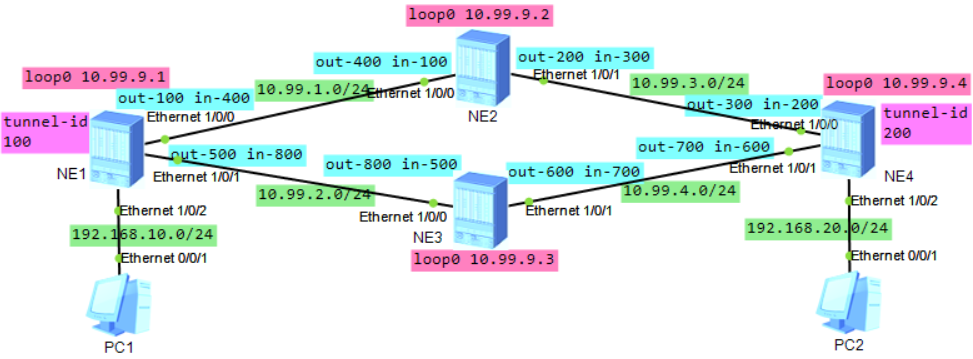 loop0 10.99.9.2
out-400 in-100
out-200 in-300
Ethernet 1/0/1
loop0 10.99.9.1
10.99.1.0/24
Ethernet 1/0/0
10.99.3.0/24
loop0 10.99.9.4
out-100 in-400
out-300 in-200
tunnel-id
100
Ethernet 1/0/0
NE2
Ethernet 1/0/0
tunnel-id
200
out-500 in-800
out-800 in-500
out-700 in-600
NE1
Ethernet 1/0/1
out-600 in-700
Ethernet 1/0/1
NE4
10.99.2.0/24
10.99.4.0/24
Ethernet 1/0/2
Ethernet 1/0/0
Ethernet 1/0/1
Ethernet 1/0/2
192.168.10.0/24
NE3
192.168.20.0/24
Ethernet 0/0/1
loop0 10.99.9.3
Ethernet 0/0/1
PC1
PC2